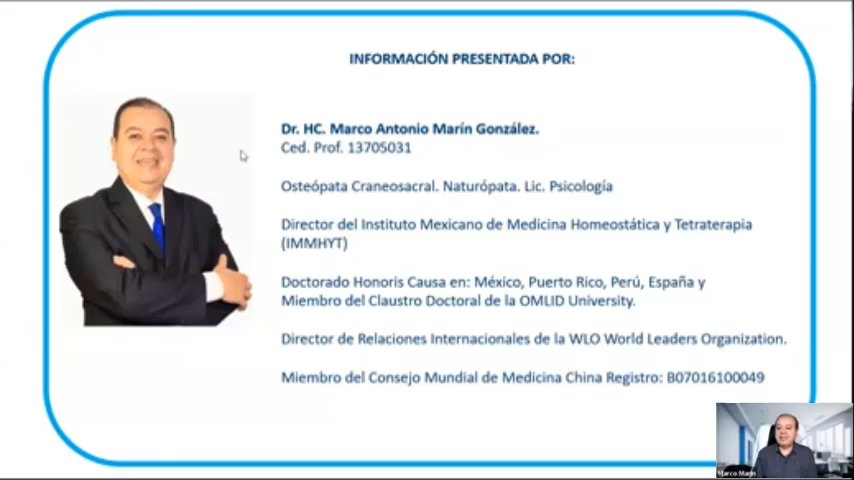 INFORMACIÓN PRESENTADA POR:
Dr. HC. Marco Antonio Marín González.
Ced. Prof. 13705031
Osteópata Craneosacral. Naturópata. Lic. Psicología
Director del Instituto Mexicano de Medicina Homeostática y Tetraterapia
(IMMHYT)
Doctorado Honoris Causa en: México, Puerto Rico, Perú, España y
Miembro del Claustro Doctoral de la OMLID University.
Director de Relaciones Internacionales de la WLO World Leaders Organization.
Miembro del Consejo Mundial de Medicina China Registro: B07016100049
Marco Marin